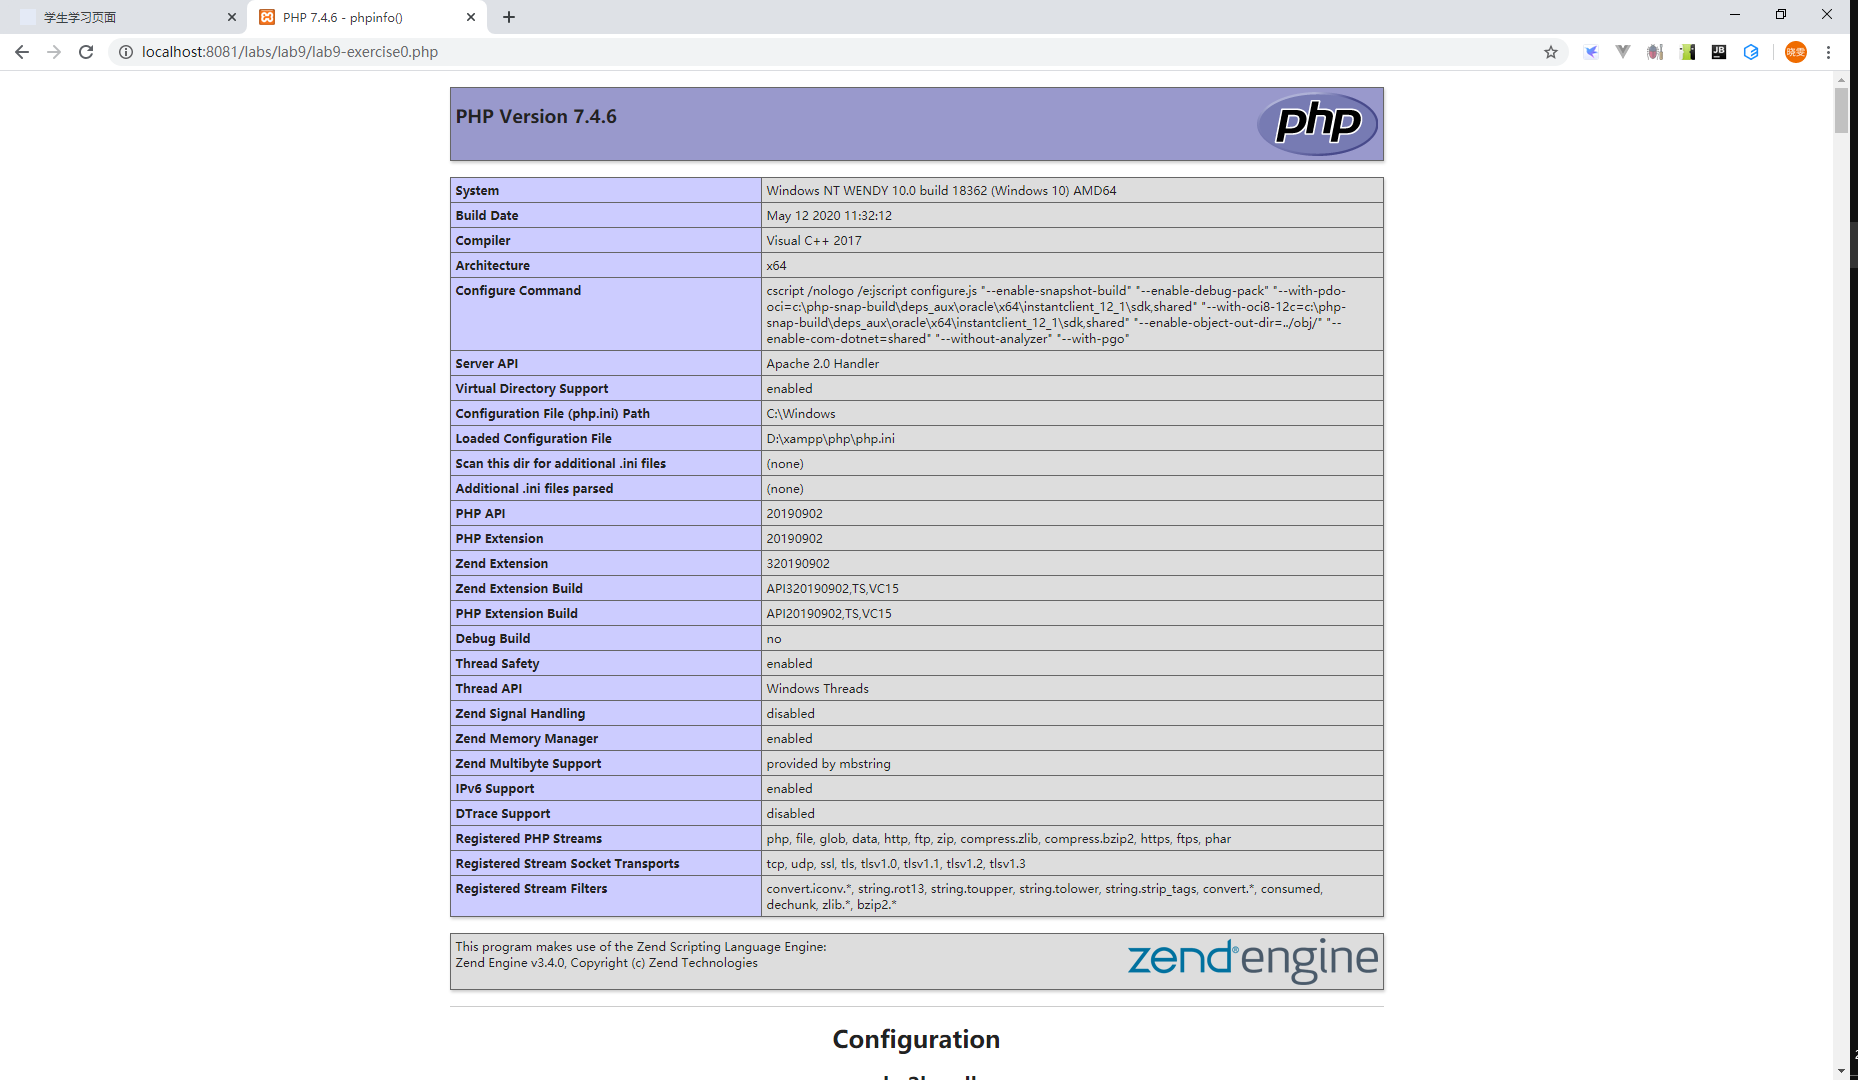 学生学习页面
PHP 7.4.6 - phpinfo()
localhost:8081/labs/lab9/lab9-exercise0.php
JB
晓雯
PHP Version 7.4.6
php
System Windows NT WENDY 10.0 build 18362 (Windows 10) AMD64
Build Date May 12 2020 11:32:12
Compiler Visual C++ 2017
Architecture x64
Configure Command cscript /nologo /e:jscript configure.js "--enable-snapshot-build" "--enable-debug-pack" "--with-pdo-
oci=c:\php-snap-build\deps_aux\oracle\x64\instantclient_12_1\sdk,shared" "--with-oci8-12c=c:\php-
snap-build\deps_aux\oracle\x64\instantclient_12_1\sdk,shared" "--enable-object-out-dir=../obj/" "--
enable-com-dotnet=shared" "--without-analyzer" "--with-pgo"
Server API Apache 2.0 Handler
Virtual Directory Support enabled
Configuration File (php.ini) Path C:\Windows
Loaded Configuration File D:\xampp\php\php.ini
Scan this dir for additional .ini files (none)
Additional .ini files parsed (none)
PHP API 20190902
PHP Extension 20190902
Zend Extension 320190902
Zend Extension Build API320190902,TS,VC15
PHP Extension Build API20190902,TS,VC15
Debug Build no
Thread Safety enabled
Thread API Windows Threads
Zend Signal Handling disabled
Zend Memory Manager enabled
Zend Multibyte Support provided by mbstring
IPv6 Support enabled
DTrace Support disabled
Registered PHP Streams php, file, glob, data, http, ftp, zip, compress.zlib, compress.bzip2, https, ftps, phar
Registered Stream Socket Transports tcp, udp, ssl, tls, tlsv1.0, tlsv1.1, tlsv1.2, tlsv1.3
Registered Stream Filters convert.iconv.*, string.rot13, string.toupper, string.tolower, string.strip_tags, convert.*, consumed,
dechunk, zlib.*, bzip2.*
This program makes use of the Zend Scripting Language Engine:
Zend Engine v3.4.0, Copyright (c) Zend Technologies
zend®engine
Configuration